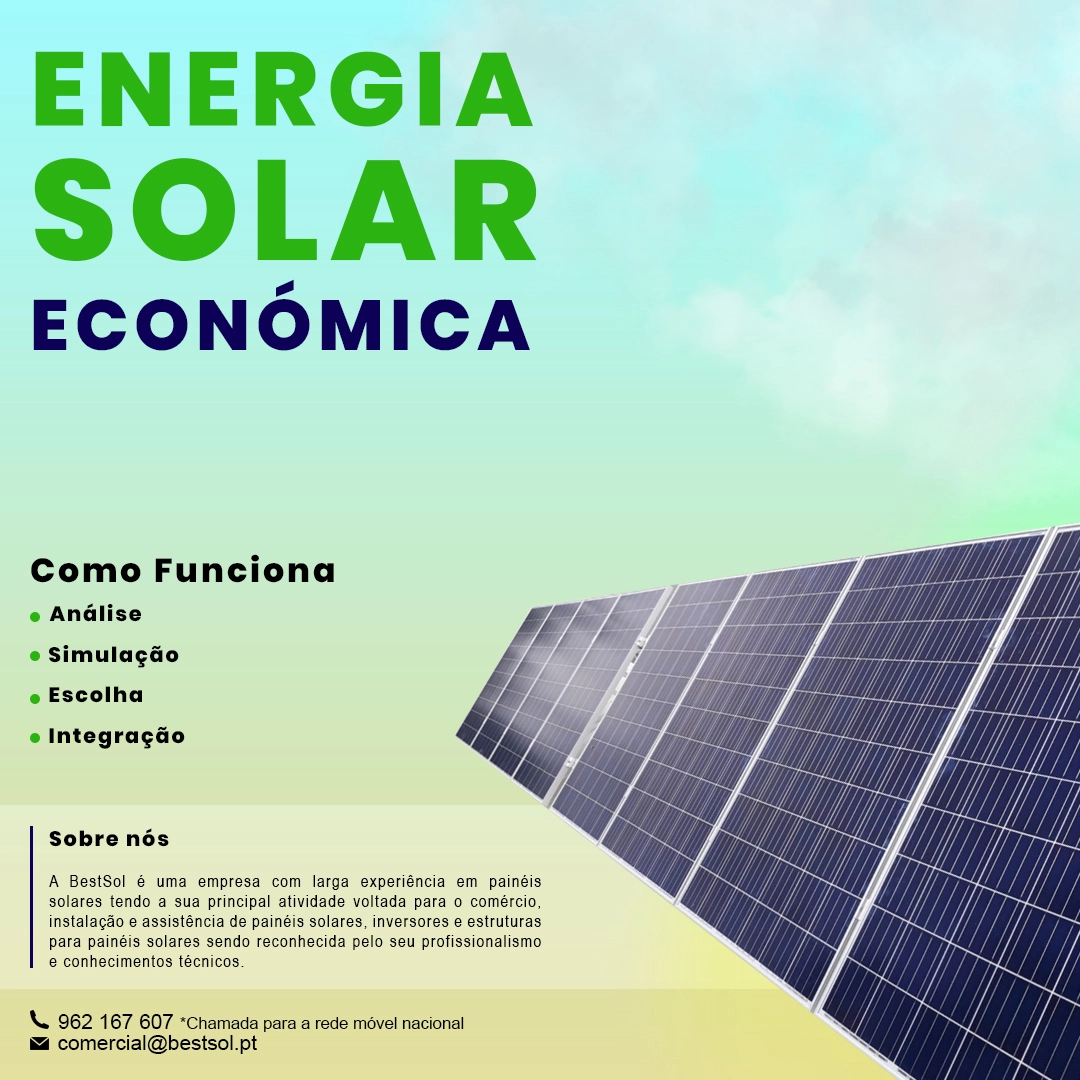 ENERGIA
SOLAR
ECONÓMICA
Como Funciona
Análise
Simulação
Escolha
Integração
Sobre nós
A BestSol é uma empresa com larga experiência em painéis
solares tendo a sua principal atividade voltada para o comércio,
instalação e assistência de painéis solares, inversores e estruturas
para painéis solares sendo reconhecida pelo seu profissionalismo
e conhecimentos técnicos.
962 167 607 *Chamada para a rede móvel nacional
comercial@bestsol.pt